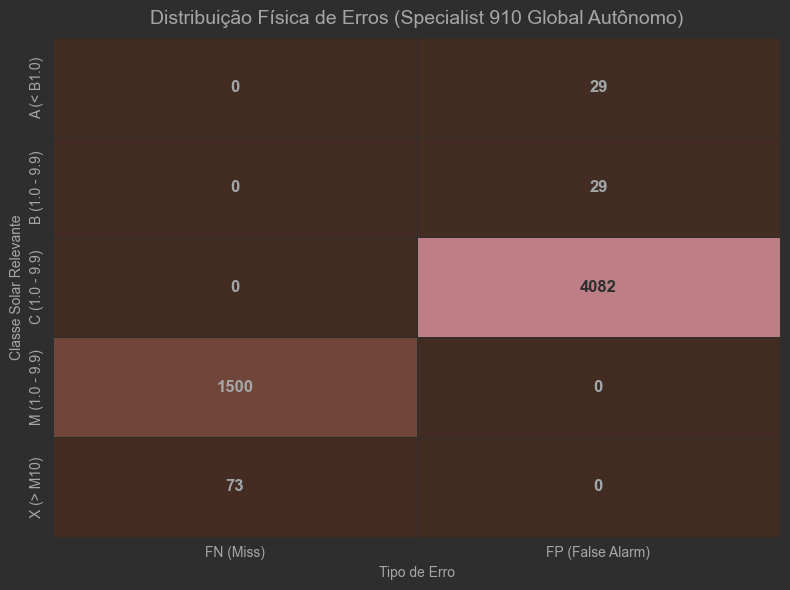 Distribuição Física de Erros (Specialist 910 Global Autônomo)
Classe Solar Relevante
A (< B1.0)
0
29
B (1.0 - 9.9)
0
29
C (1.0 - 9.9)
0
4082
M (1.0 - 9.9)
1500
0
X (> M10)
73
0
FN (Miss)
FP (False Alarm)
Tipo de Erro